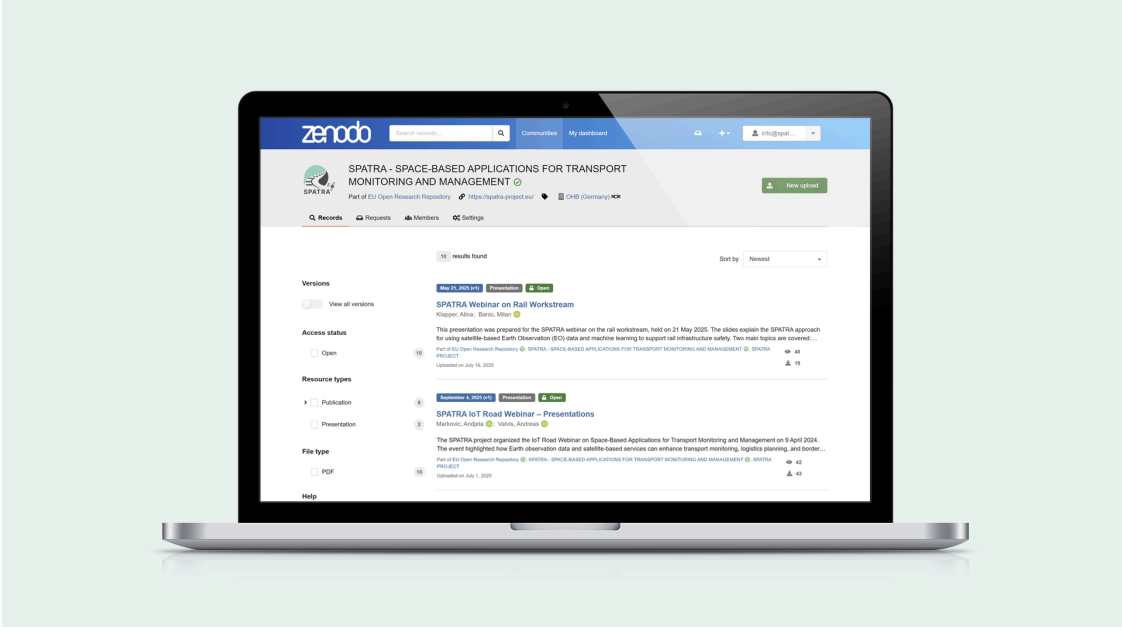 zenodo
Search records...
Communities
My dashboard
info@spat...
SPATRA
SPATRA - SPACE-BASED APPLICATIONS FOR TRANSPORT
MONITORING AND MANAGEMENT
Part of EU Open Research Repository https://spatra-project.eu/ OHB (Germany) ROR
New upload
Records Requests Members Settings
10 results found
Sort by Newest
Versions
View all versions
Access status
Open 10
Resource types
Publication 8
Presentation 2
File type
PDF 10
Help
May 21, 2025 (v1) Presentation Open
SPATRA Webinar on Rail Workstream
Klapper, Alina; Banic, Milan
This presentation was prepared for the SPATRA webinar on the rail workstream, held on 21 May 2025. The slides explain the SPATRA approach
for using satellite-based Earth Observation (EO) data and machine learning to support rail infrastructure safety. Two main topics are covered:...
Part of EU Open Research Repository, SPATRA - SPACE-BASED APPLICATIONS FOR TRANSPORT MONITORING AND MANAGEMENT, SPATRA
PROJECT
48
Uploaded on July 10, 2025
18
September 4, 2025 (v1) Presentation Open
SPATRA IoT Road Webinar – Presentations
Markovic, Andjela; Valvis, Andreas
The SPATRA project organized the IoT Road Webinar on Space-Based Applications for Transport Monitoring and Management on 9 April 2024.
The event highlighted how Earth observation data and satellite-based services can enhance transport monitoring, logistics planning, and border...
Part of EU Open Research Repository, SPATRA - SPACE-BASED APPLICATIONS FOR TRANSPORT MONITORING AND MANAGEMENT, SPATRA
PROJECT
42
Uploaded on July 1, 2025
43